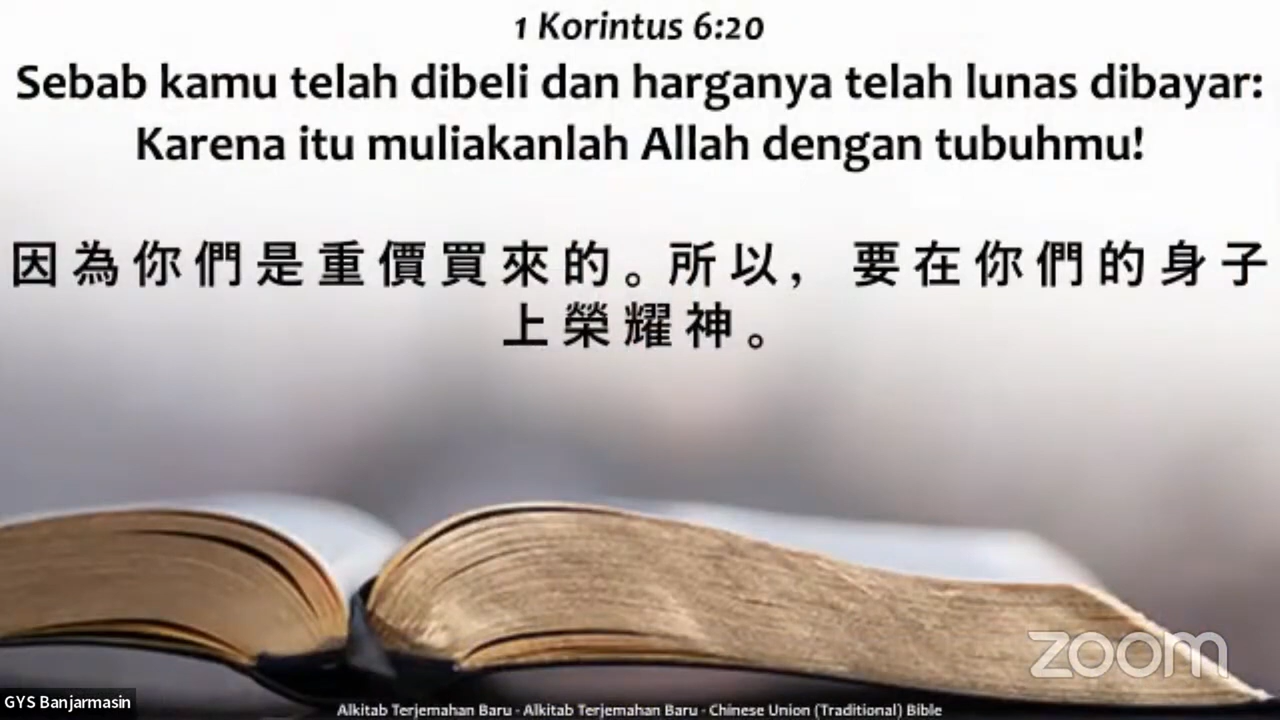 1 Korintus 6:20
Sebab kamu telah dibeli dan harganya telah lunas dibayar:
Karena itu muliakanlah Allah dengan tubuhmu!
因為你們是重價買來的。所以，要在你們的身子
上榮耀神。
zoom
GYS Banjarmasin
Alkitab Terjemahan Baru - Alkitab Terjemahan Baru - Chinese Union (Traditional) Bible